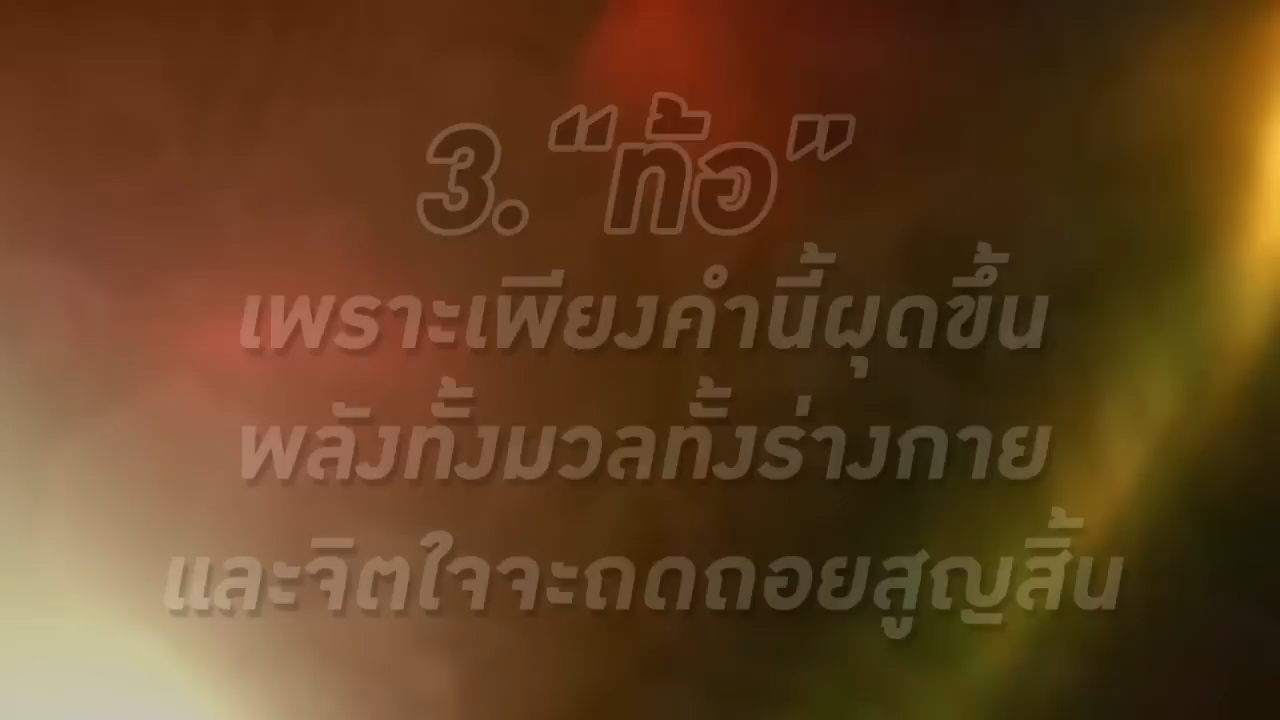 3. “ท้อ”
เพราะเพียงคำนี้ผุดขึ้น
พลังทั้งมวลทั้งร่างกาย
และจิตใจจะถดถอยสูญสิ้น